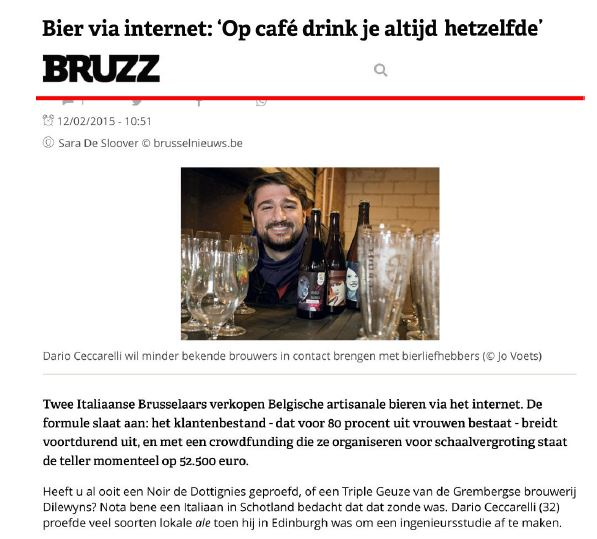 Bier via internet: ‘Op café drink je altijd hetzelfde’
BRUZZ
12/02/2015 - 10:51
© Sara De Sloover © brusselnieuws.be
Dario Ceccarelli wil minder bekende brouwers in contact brengen met bierliefhebbers (© Jo Voets)
Twee Italiaanse Brusselaars verkopen Belgische artisanale bieren via het internet. De
formule slaat aan: het klantenbestand - dat voor 80 procent uit vrouwen bestaat - breidt
voortdurend uit, en met een crowdfunding die ze organiseren voor schaalvergroting staat
de teller momenteel op 52.500 euro.
Heeft u al ooit een Noir de Dottignies geproefd, of een Triple Geuze van de Grembergse brouwerij
Dilewyns? Nota bene een Italiaan in Schotland bedacht dat dat zonde was. Dario Ceccarelli (32)
proefde veel soorten lokale ale toen hij in Edinburgh was om een ingenieursstudie af te maken.